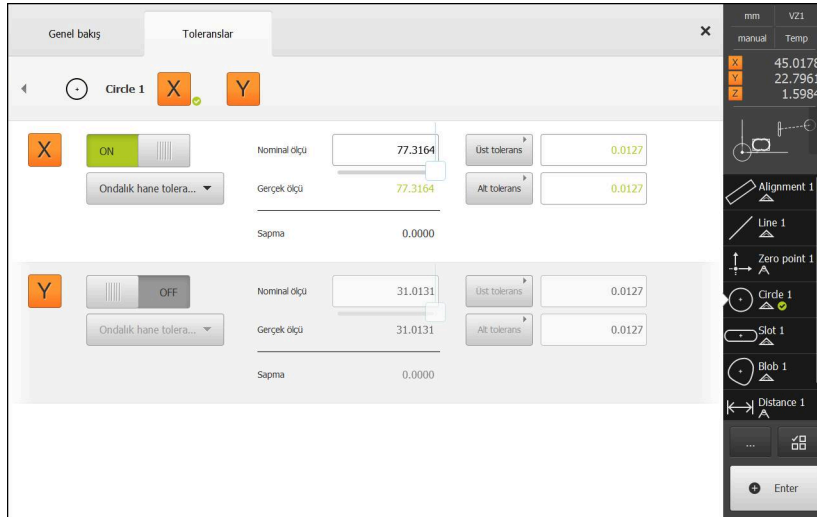 Genel bakış
Toleranslar
Circle 1
X
Y
X
ON
Nominal ölçü
77.3164
Üst tolerans
0.0127
Ondalık hane tolera...
Gerçek ölçü
77.3164
Alt tolerans
0.0127
Sapma
0.0000
Y
OFF
Nominal ölçü
31.0131
Üst tolerans
0.0127
Ondalık hane tolera...
Gerçek ölçü
31.0131
Alt tolerans
0.0127
Sapma
0.0000
mm
VZ1
manual
Temp
X
45.0178
Y
22.7961
Z
1.5984
Alignment 1
Line 1
Zero point 1
Circle 1
Slot 1
Blob 1
Distance 1
...
Enter